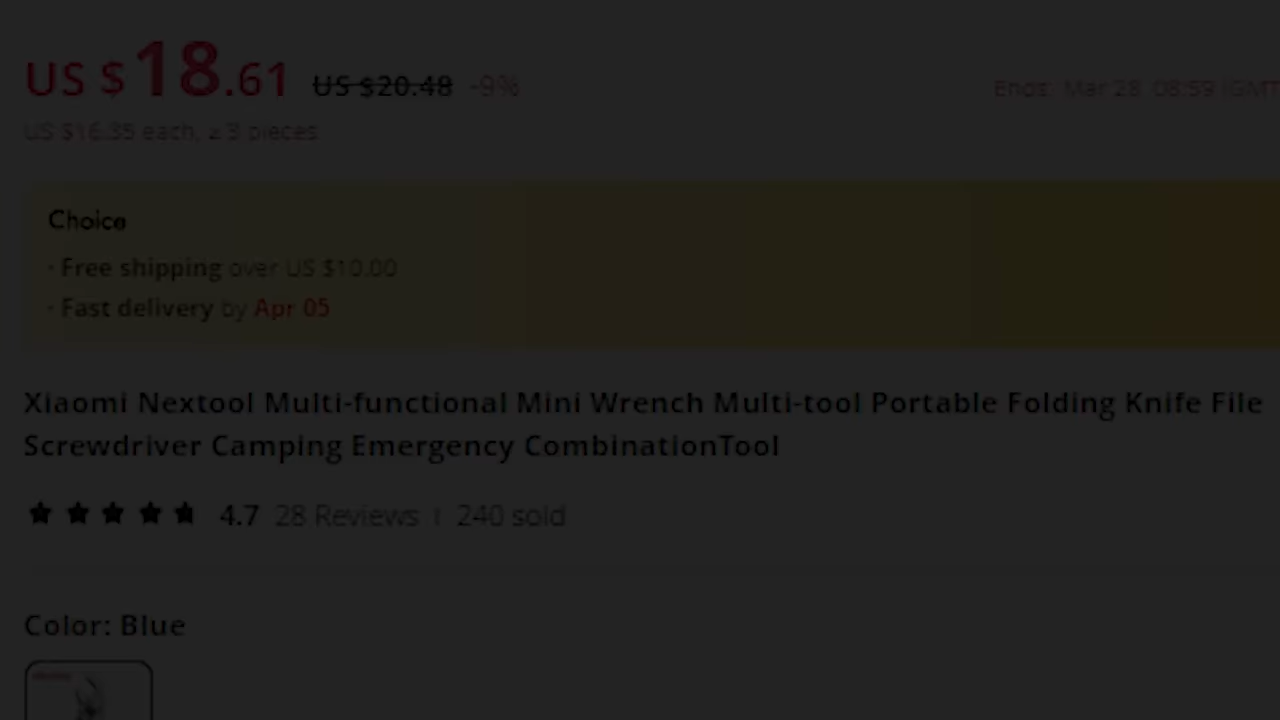 US $18.61 US $20.48 -9% Ends: Mar 28, 08:59 (GMT
US $16.35 each, ≥ 3 pieces
Choice
· Free shipping over US $10.00
· Fast delivery by Apr 05
Xiaomi Nextool Multi-functional Mini Wrench Multi-tool Portable Folding Knife File
Screwdriver Camping Emergency CombinationTool
4.7 28 Reviews | 240 sold
Color: Blue